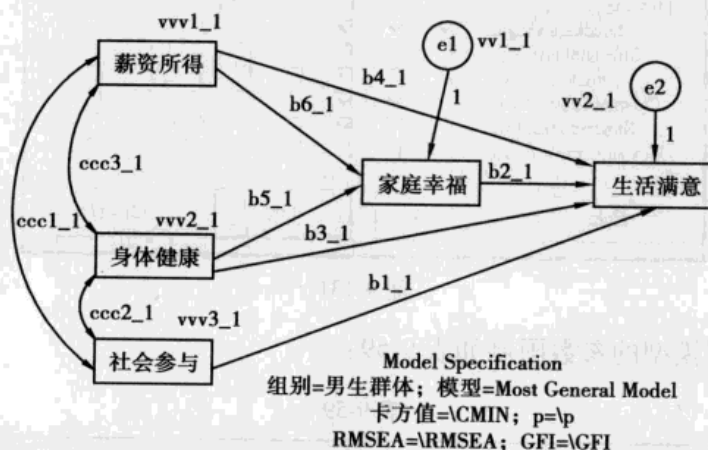 vvv1_1
薪资所得
e1
vv1_1
b4_1
e2
vv2_1
b6_1
1
1
ccc3_1
家庭幸福
b2_1
生活满意
b5_1
ccc1_1
vvv2_1
b3_1
身体健康
b1_1
ccc2_1
vvv3_1
社会参与
Model Specification
组别=男生群体；模型=Most General Model
卡方值=\CMIN；p=\p
RMSEA=\RMSEA；GFI=\GFI